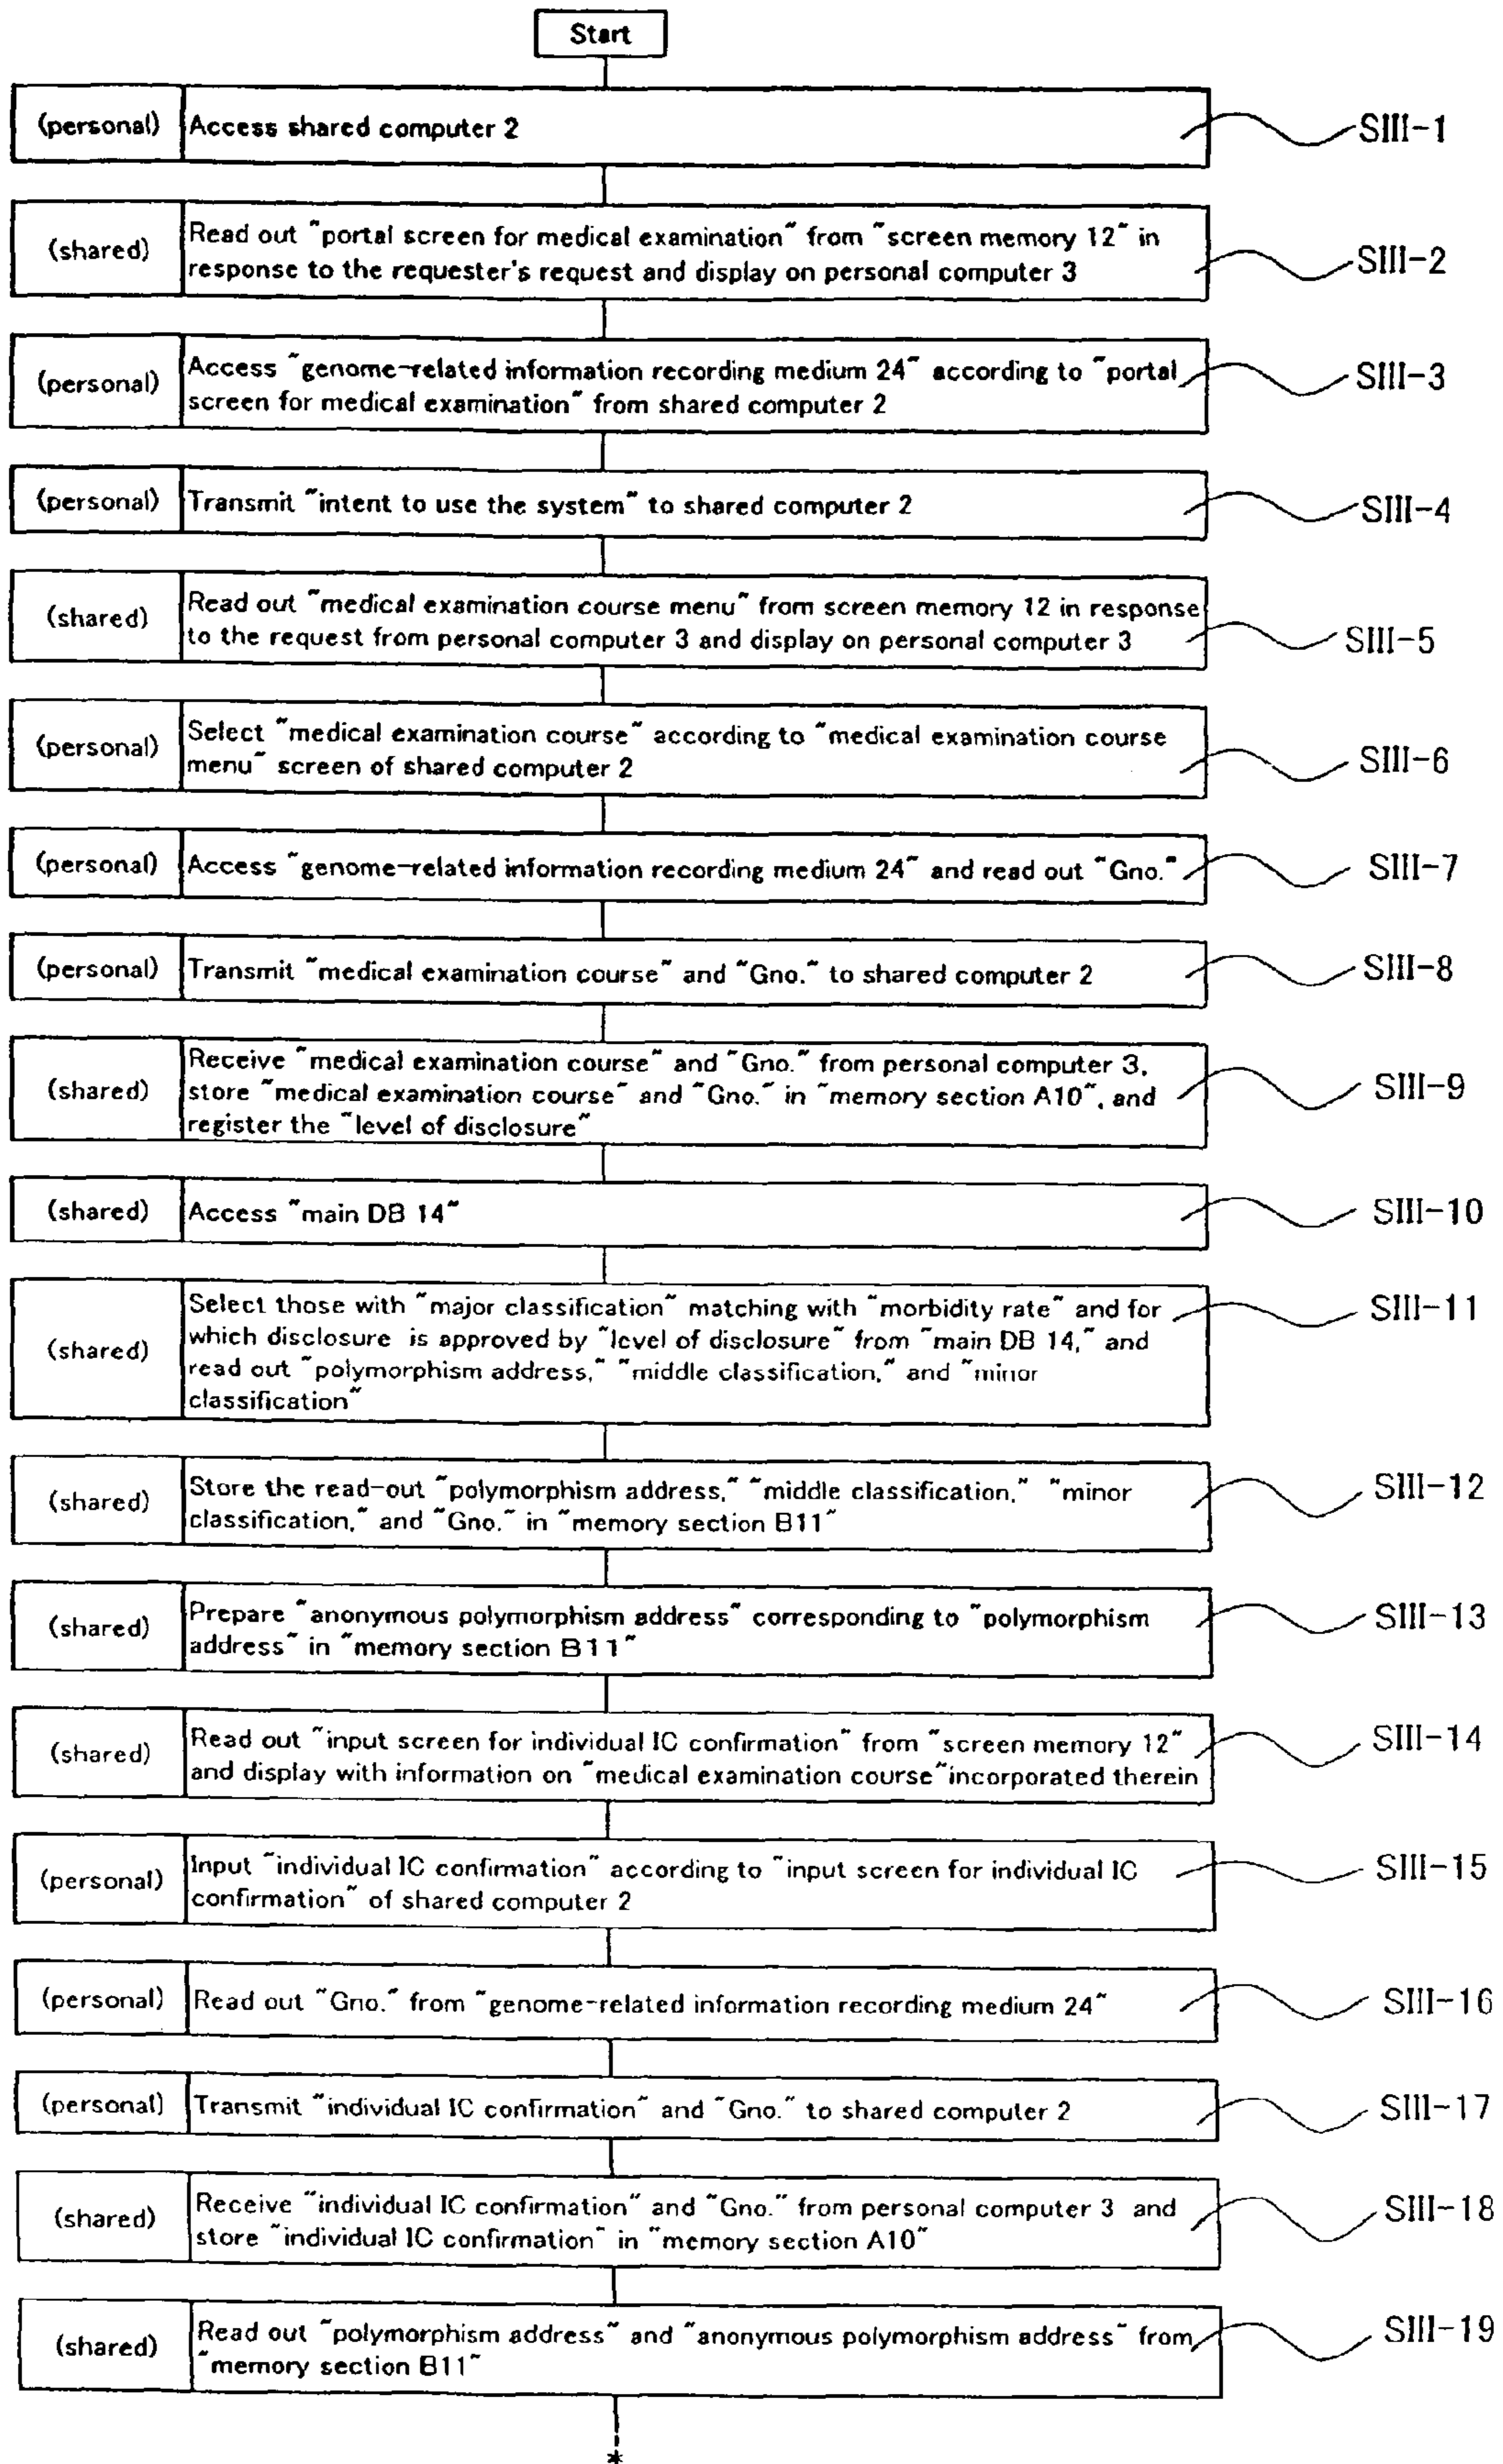 Start
(personal) Access shared computer 2 SIII-1
(shared) Read out "portal screen for medical examination" from "screen memory 12" in
response to the requester's request and display on personal computer 3 SIII-2
(personal) Access "genome-related information recording medium 24" according to "portal
screen for medical examination" from shared computer 2 SIII-3
(personal) Transmit "intent to use the system" to shared computer 2 SIII-4
(shared) Read out "medical examination course menu" from screen memory 12 in response
to the request from personal computer 3 and display on personal computer 3 SIII-5
(personal) Select "medical examination course" according to "medical examination course
menu" screen of shared computer 2 SIII-6
(personal) Access "genome-related information recording medium 24" and read out "Gno." SIII-7
(personal) Transmit "medical examination course" and "Gno." to shared computer 2 SIII-8
(shared) Receive "medical examination course" and "Gno." from personal computer 3,
store "medical examination course" and "Gno." in "memory section A10", and
register the "level of disclosure" SIII-9
(shared) Access "main DB 14" SIII-10
(shared) Select those with "major classification" matching with "morbidity rate" and for
which disclosure is approved by "level of disclosure" from "main DB 14," and
read out "polymorphism address," "middle classification," and "minor
classification" SIII-11
(shared) Store the read-out "polymorphism address," "middle classification," "minor
classification," and "Gno." in "memory section B11" SIII-12
(shared) Prepare "anonymous polymorphism address" corresponding to "polymorphism
address" in "memory section B11" SIII-13
(shared) Read out "input screen for individual IC confirmation" from "screen memory 12"
and display with information on "medical examination course"incorporated therein SIII-14
(personal) Input "individual IC confirmation" according to "input screen for individual IC
confirmation" of shared computer 2 SIII-15
(personal) Read out "Gno." from "genome-related information recording medium 24" SIII-16
(personal) Transmit "individual IC confirmation" and "Gno." to shared computer 2 SIII-17
(shared) Receive "individual IC confirmation" and "Gno." from personal computer 3 and
store "individual IC confirmation" in "memory section A10" SIII-18
(shared) Read out "polymorphism address" and "anonymous polymorphism address" from
"memory section B11" SIII-19
*